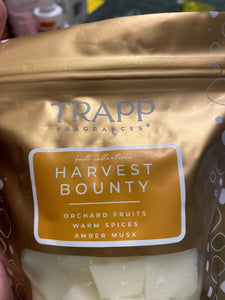 TRAPP
FRAGRANCES®
fall collection
HARVEST
BOUNTY
ORCHARD FRUITS
WARM SPICES
AMBER MUSK